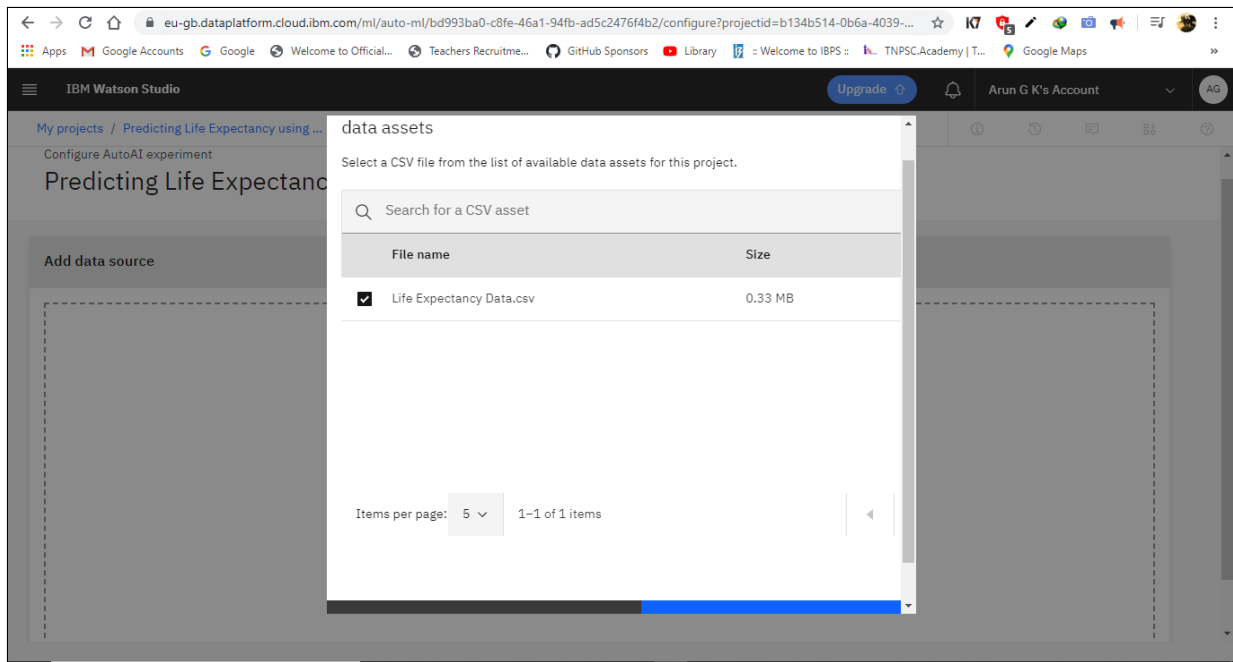 eu-gb.dataplatform.cloud.ibm.com/ml/auto-ml/bd993ba0-c8fe-46a1-94fb-ad5c2476f4b2/configure?projectid=b134b514-0b6a-4039-...
Apps Google Accounts Google Welcome to Official... Teachers Recruitme... GitHub Sponsors Library :: Welcome to IBPS :: TNPSC.Academy | T... Google Maps »
IBM Watson Studio Upgrade Arun G K's Account AG
My projects / Predicting Life Expectancy using ...
Configure AutoAI experiment
Predicting Life Expectanc
Add data source
data assets
Select a CSV file from the list of available data assets for this project.
Search for a CSV asset
File name Size
Life Expectancy Data.csv 0.33 MB
Items per page: 5 1–1 of 1 items